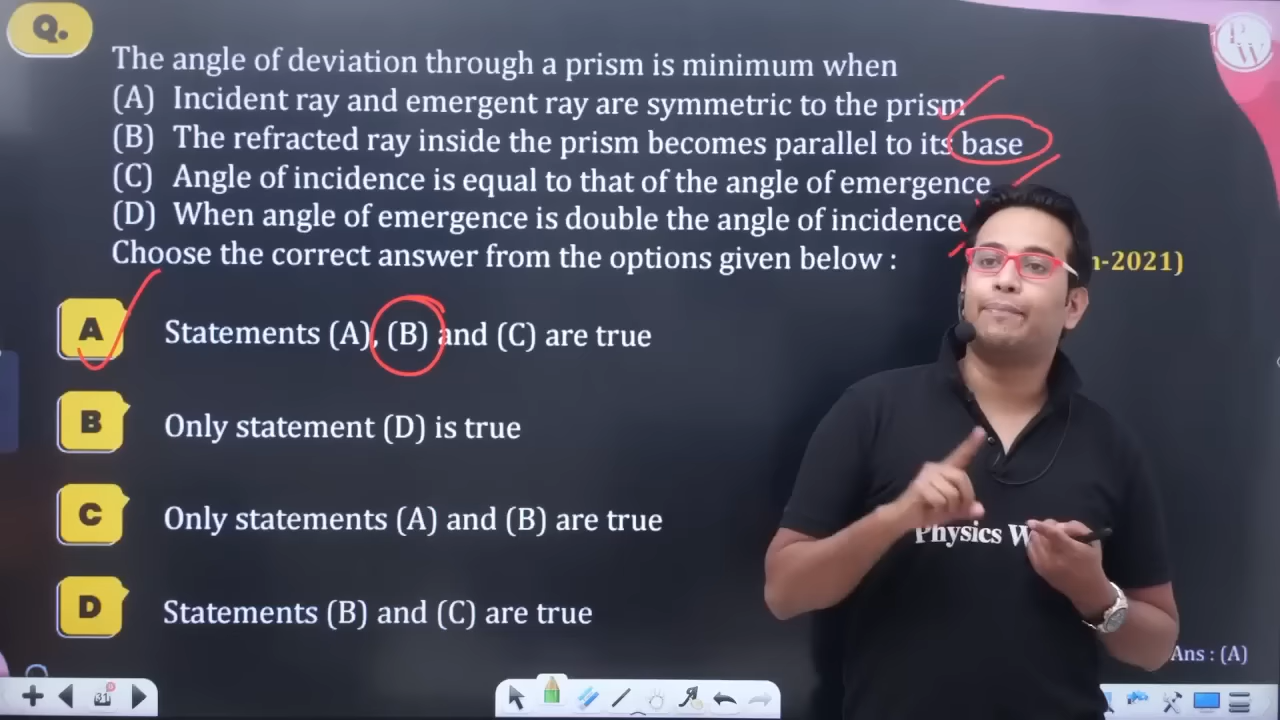 Q.
PW
The angle of deviation through a prism is minimum when
(A) Incident ray and emergent ray are symmetric to the prism
(B) The refracted ray inside the prism becomes parallel to its base
(C) Angle of incidence is equal to that of the angle of emergence
(D) When angle of emergence is double the angle of incidence
Choose the correct answer from the options given below :
-2021)
A Statements (A), (B) and (C) are true
B Only statement (D) is true
C Only statements (A) and (B) are true
D Statements (B) and (C) are true
Physics W
Ans : (A)